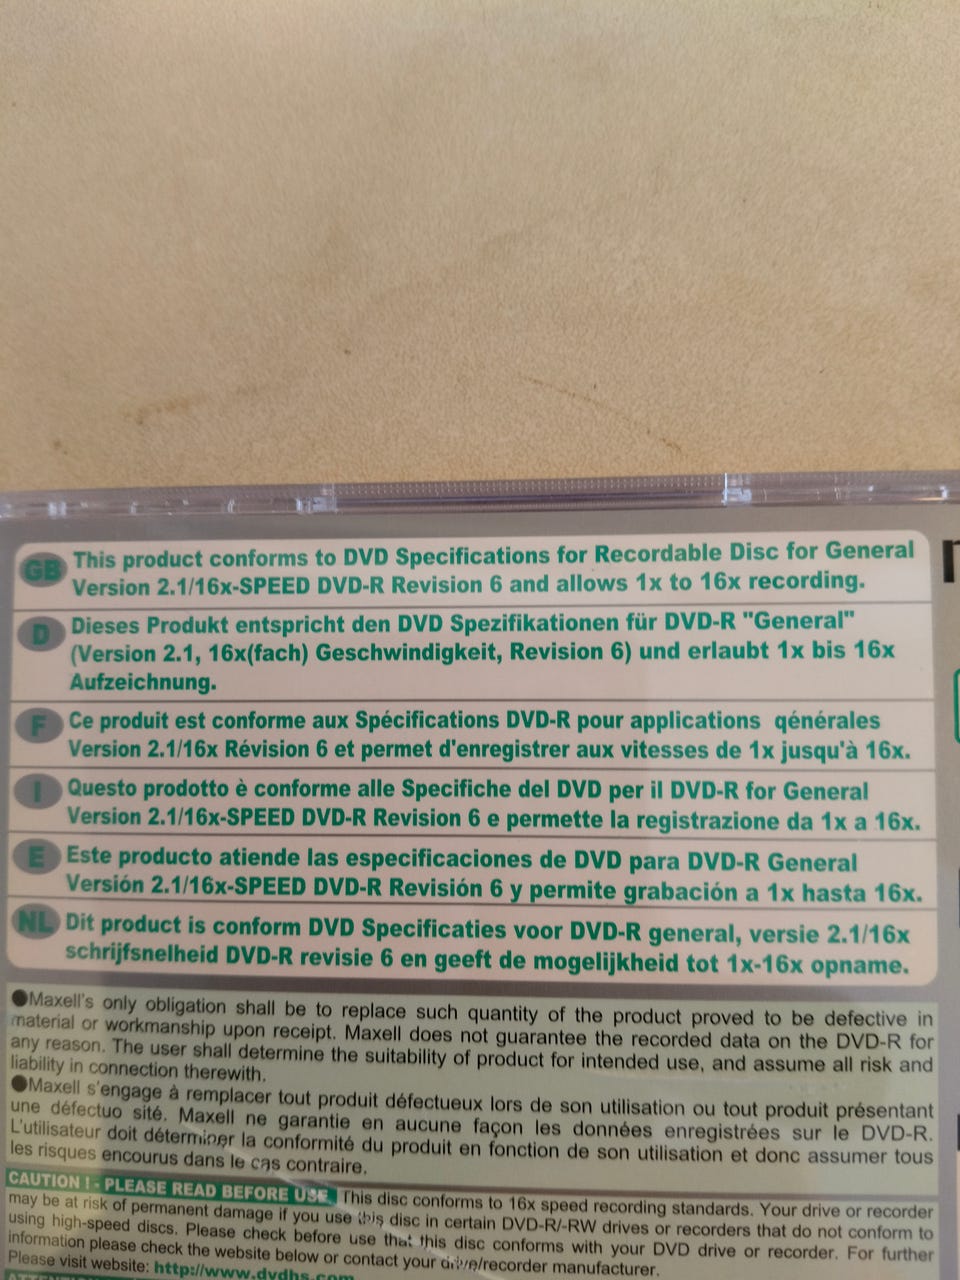 GB This product conforms to DVD Specifications for Recordable Disc for General
Version 2.1/16x-SPEED DVD-R Revision 6 and allows 1x to 16x recording.
D Dieses Produkt entspricht den DVD Spezifikationen für DVD-R "General"
(Version 2.1, 16x(fach) Geschwindigkeit, Revision 6) und erlaubt 1x bis 16x
Aufzeichnung.
F Ce produit est conforme aux Spécifications DVD-R pour applications qénérales
Version 2.1/16x Révision 6 et permet d'enregistrer aux vitesses de 1x jusqu'à 16x.
I Questo prodotto è conforme alle Specifiche del DVD per il DVD-R for General
Version 2.1/16x-SPEED DVD-R Revision 6 e permette la registrazione da 1x a 16x.
E Este producto atiende las especificaciones de DVD para DVD-R General
Versión 2.1/16x-SPEED DVD-R Revisión 6 y permite grabación a 1x hasta 16x.
NL Dit product is conform DVD Specificaties voor DVD-R general, versie 2.1/16x
schrijfsnelheid DVD-R revisie 6 en geeft de mogelijkheid tot 1x-16x opname.
●Maxell's only obligation shall be to replace such quantity of the product proved to be defective in
material or workmanship upon receipt. Maxell does not guarantee the recorded data on the DVD-R for
any reason. The user shall determine the suitability of product for intended use, and assume all risk and
liability in connection therewith.
●Maxell s'engage à remplacer tout produit défectueux lors de son utilisation ou tout produit présentant
une défectuo sité. Maxell ne garantie en aucune façon les données enregistrées sur le DVD-R.
L'utilisateur doit déterminer la conformité du produit en fonction de son utilisation et donc assumer tous
les risques encourus dans le cas contraire.
CAUTION ! - PLEASE READ BEFORE USE. This disc conforms to 16x speed recording standards. Your drive or recorder
may be at risk of permanent damage if you use this disc in certain DVD-R/-RW drives or recorders that do not conform to
using high-speed discs. Please check before use that this disc conforms with your DVD drive or recorder. For further
information please check the website below or contact your drive/recorder manufacturer.
Please visit website: http://www.dvdhs.com